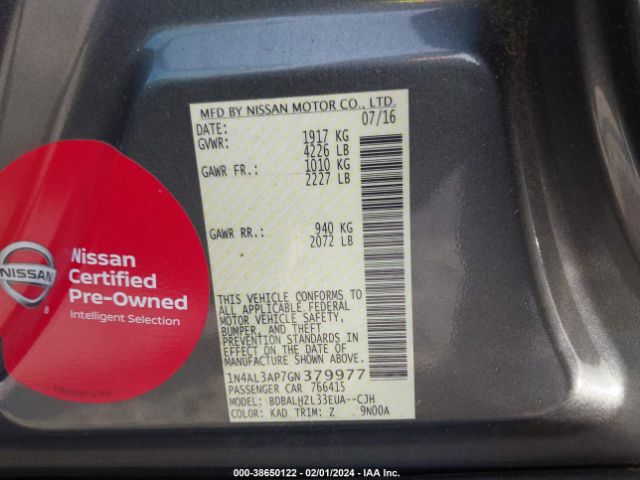 MFD BY NISSAN MOTOR CO., LTD.
DATE: 07/16
GVWR: 1917 KG
4226 LB
GAWR FR.: 1010 KG
2227 LB
GAWR RR.: 940 KG
2072 LB
THIS VEHICLE CONFORMS TO
ALL APPLICABLE FEDERAL
MOTOR VEHICLE SAFETY,
BUMPER, AND THEFT
PREVENTION STANDARDS IN
EFFECT ON THE DATE OF
MANUFACTURE SHOWN ABOVE.
1N4AL3AP7GN379977
PASSENGER CAR 766415
MODEL: BDBALHZL33EUA--CJH
COLOR: KAD TRIM: Z 9N00A
NISSAN
®
Nissan
Certified
Pre-Owned
Intelligent Selection
000-38650122 - 02/01/2024 - IAAI